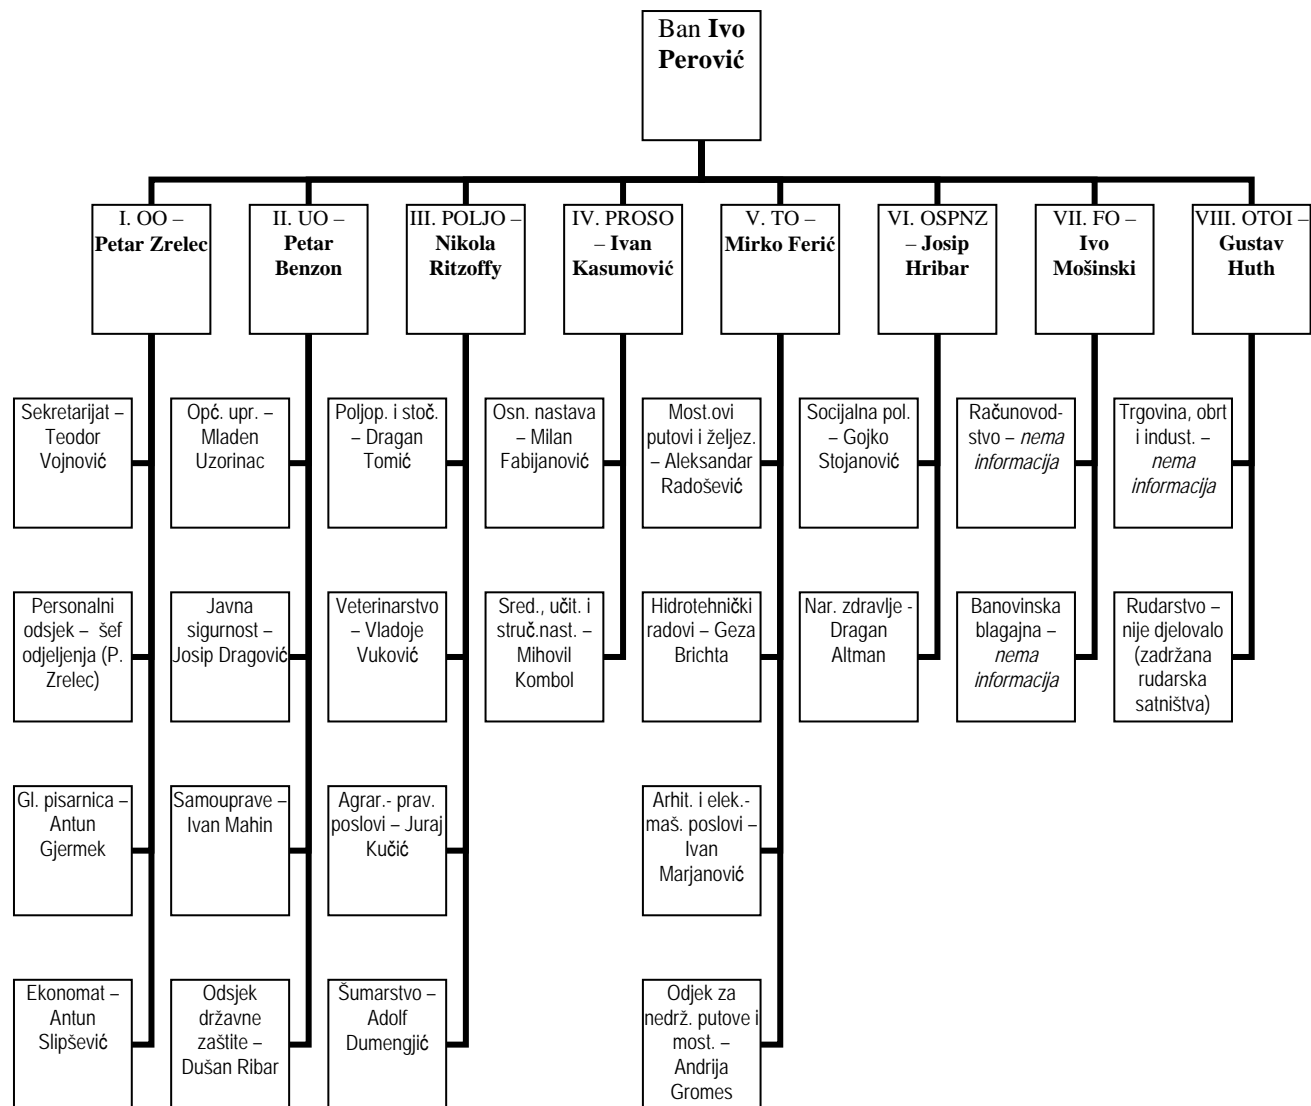 Ban Ivo
Perović
I. OO –
Petar Zrelec
II. UO –
Petar
Benzon
III. POLJO –
Nikola
Ritzoffy
IV. PROSO
– Ivan
Kasumović
V. TO –
Mirko Ferić
VI. OSPNZ
– Josip
Hribar
VII. FO –
Ivo
Mošinski
VIII. OTOI –
Gustav
Huth
Sekretarijat –
Teodor
Vojnović
Opć. upr. –
Mladen
Uzorinac
Poljop. i stoč.
– Dragan
Tomić
Osn. nastava
– Milan
Fabijanović
Most.ovi
putovi i željez.
– Aleksandar
Radošević
Socijalna pol.
– Gojko
Stojanović
Računovod-
stvo – nema
informacija
Trgovina, obrt
i indust. –
nema
informacija
Personalni
odsjek – šef
odjeljenja (P.
Zrelec)
Javna
sigurnost –
Josip Dragović
Veterinarstvo
– Vladoje
Vuković
Sred., učit. i
struč.nast. –
Mihovil
Kombol
Hidrotehnički
radovi – Geza
Brichta
Nar. zdravlje -
Dragan
Altman
Banovinska
blagajna –
nema
informacija
Rudarstvo –
nije djelovalo
(zadržana
rudarska
satništva)
Gl. pisarnica –
Antun
Gjermek
Samouprave –
Ivan Mahin
Agrar.- prav.
poslovi – Juraj
Kučić
Arhit. i elek.-
maš. poslovi –
Ivan
Marjanović
Ekonomat –
Antun
Slipšević
Odsjek
državne
zaštite –
Dušan Ribar
Šumarstvo –
Adolf
Dumengjić
Odjek za
nedrž. putove i
most. –
Andrija
Gromes